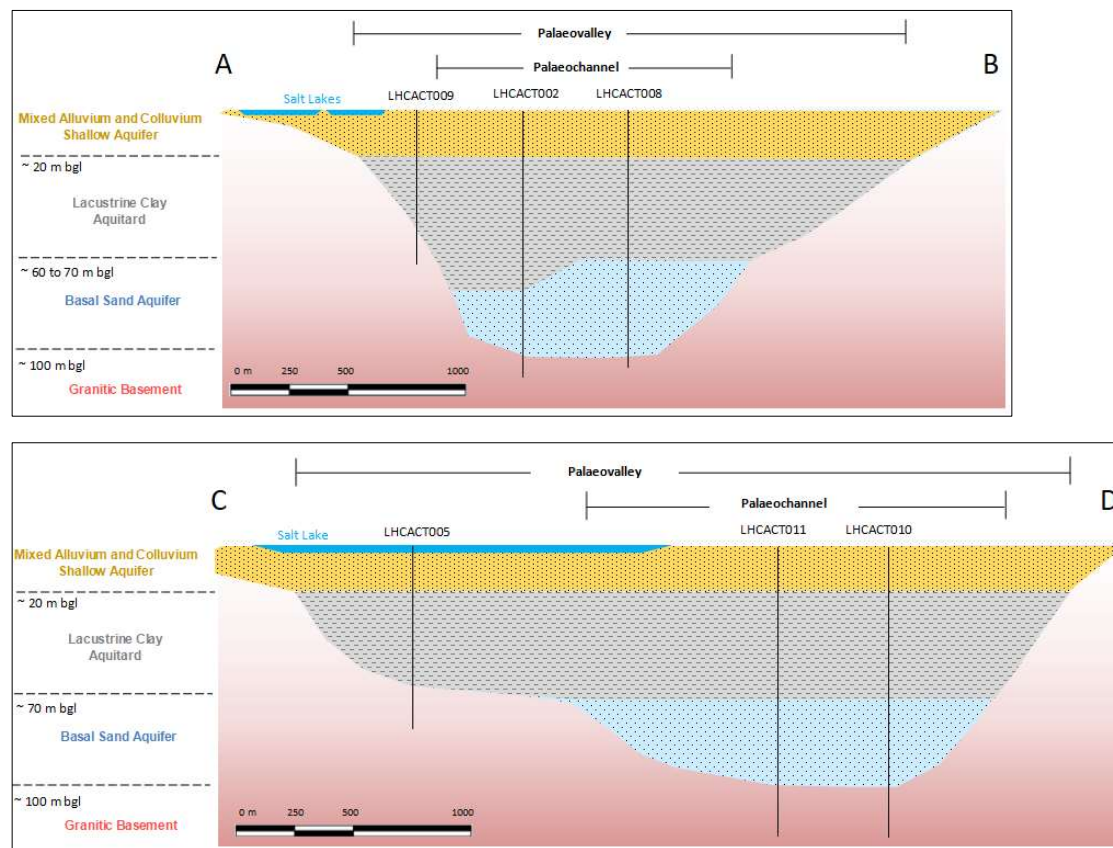 Palaeovalley
A
B
Palaeochannel
LHCACT009
LHCACT002
LHCACT008
Salt Lakes
Mixed Alluvium and Colluvium
Shallow Aquifer
~ 20 m bgl
Lacustrine Clay
Aquitard
~ 60 to 70 m bgl
Basal Sand Aquifer
~ 100 m bgl
Granitic Basement
0 m 250 500 1000
Palaeovalley
C
D
Palaeochannel
LHCACT005
LHCACT011
LHCACT010
Salt Lake
Mixed Alluvium and Colluvium
Shallow Aquifer
~ 20 m bgl
Lacustrine Clay
Aquitard
~ 70 m bgl
Basal Sand Aquifer
~ 100 m bgl
Granitic Basement
0 m 250 500 1000